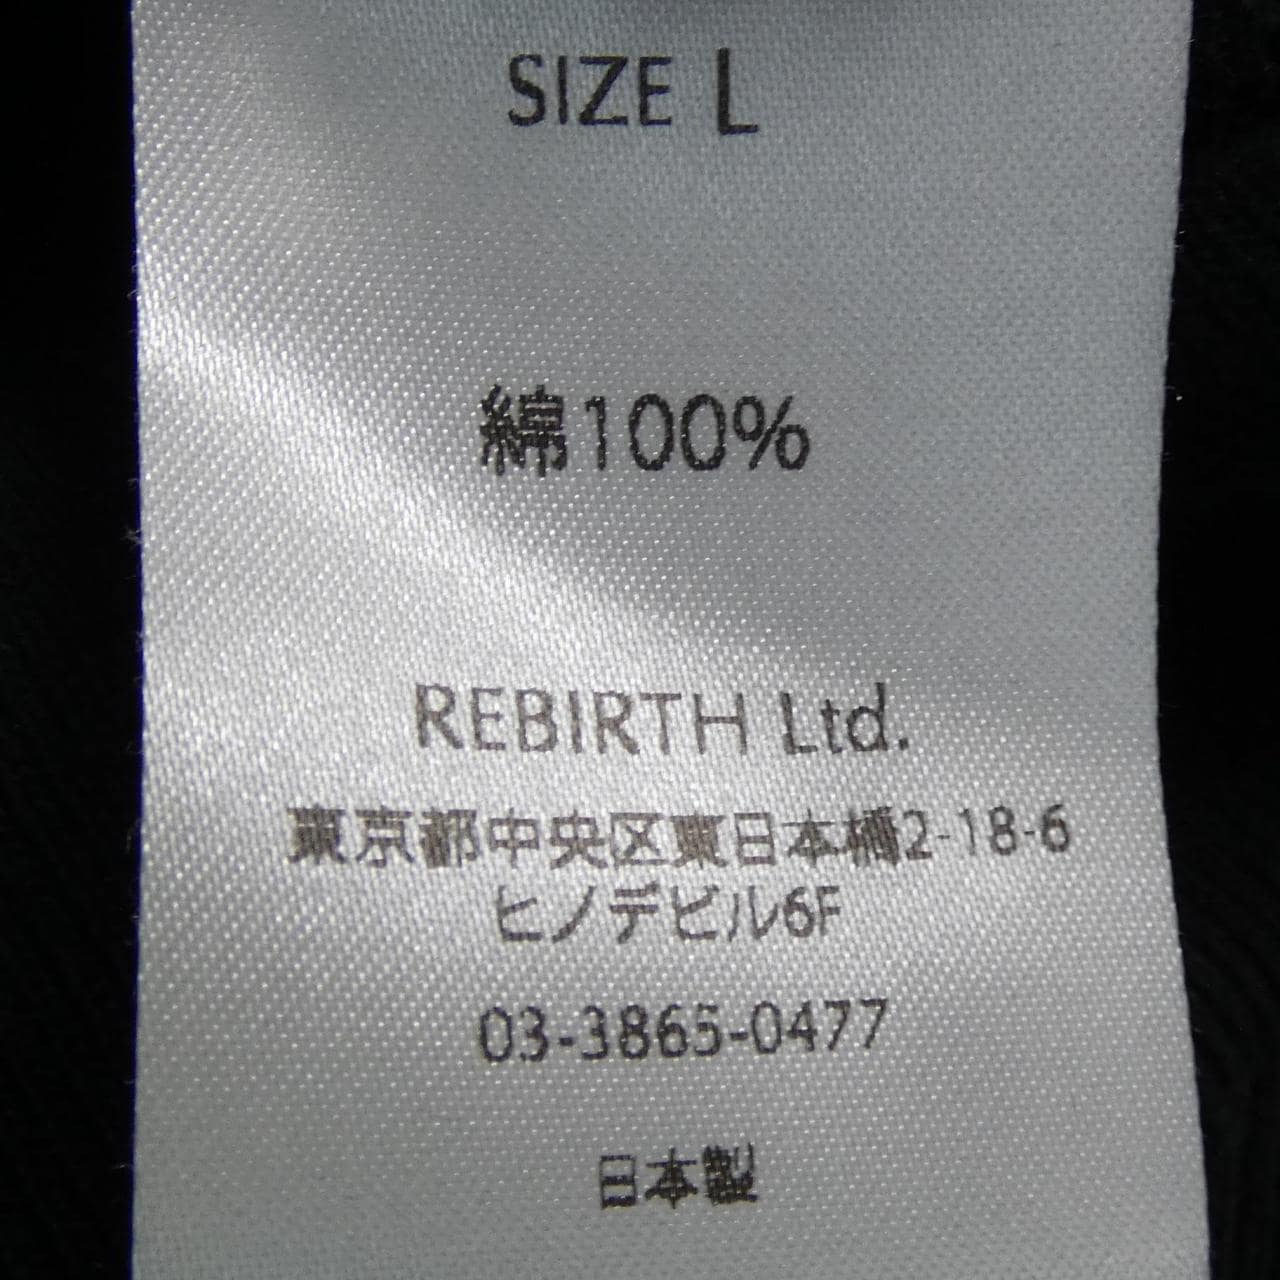 SIZE L
綿100%
REBIRTH Ltd.
東京都中央区東日本橋2-18-6
ヒノデビル6F
03-3865-0477
日本製